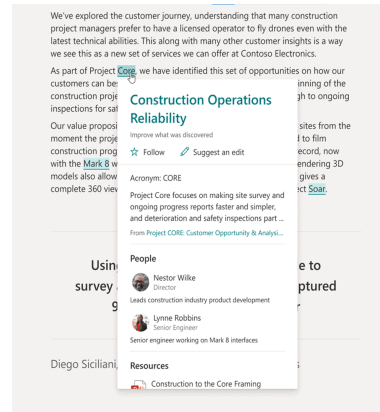 We've explored the customer journey, understanding that many construction
project managers prefer to have a licensed operator to fly drones even with the
latest technical abilities. This along with many other customer insights is a way
we see this as a new set of services we can offer at Contoso Electronics.
As part of Project Core, we have identified this set of opportunities on how our
customers can be
inning of the
construction proje
gh to ongoing
inspections for saf
Our value proposi
sites from the
moment the proje
d to film
construction prog
record, now
with the Mark 8 w
endering 3D
models also allow
gives a
complete 360 view
ect Soar.
Construction Operations
Reliability
Improve what was discovered
Follow
Suggest an edit
Acronym: CORE
Project Core focuses on making site survey and
ongoing progress reports faster and simpler,
and deterioration and safety inspections part ...
From Project CORE: Customer Opportunity & Analysi...
People
Nestor Wilke
Director
Leads construction industry product development
Lynne Robbins
Senior Engineer
Senior engineer working on Mark 8 interfaces
Resources
Construction to the Core Framing
Using
e to
survey a
ptured
9
r
Diego Siciliani,
s